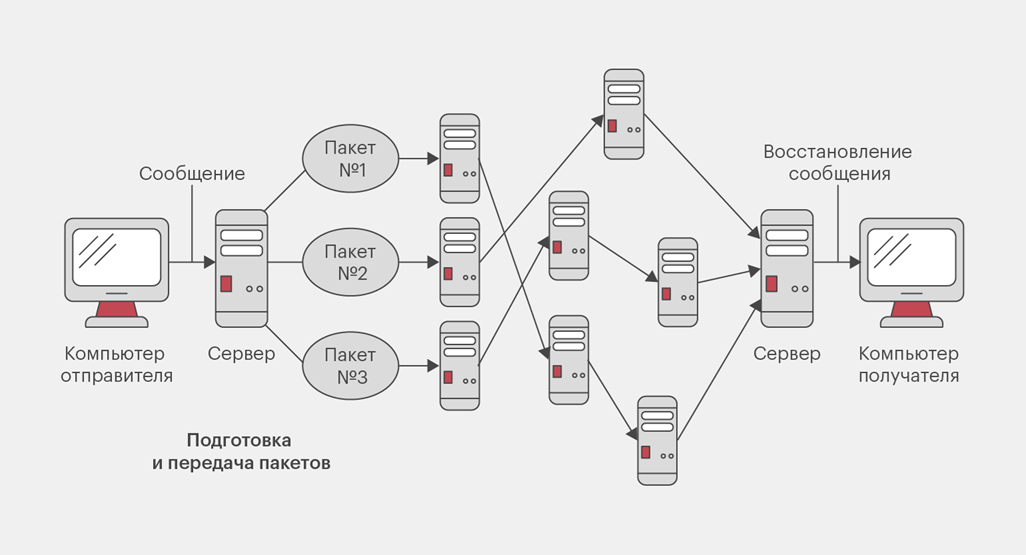 Сообщение
Пакет
№1
Пакет
№2
Пакет
№3
Восстановление
сообщения
Компьютер
отправителя
Сервер
Сервер
Компьютер
получателя
Подготовка
и передача пакетов